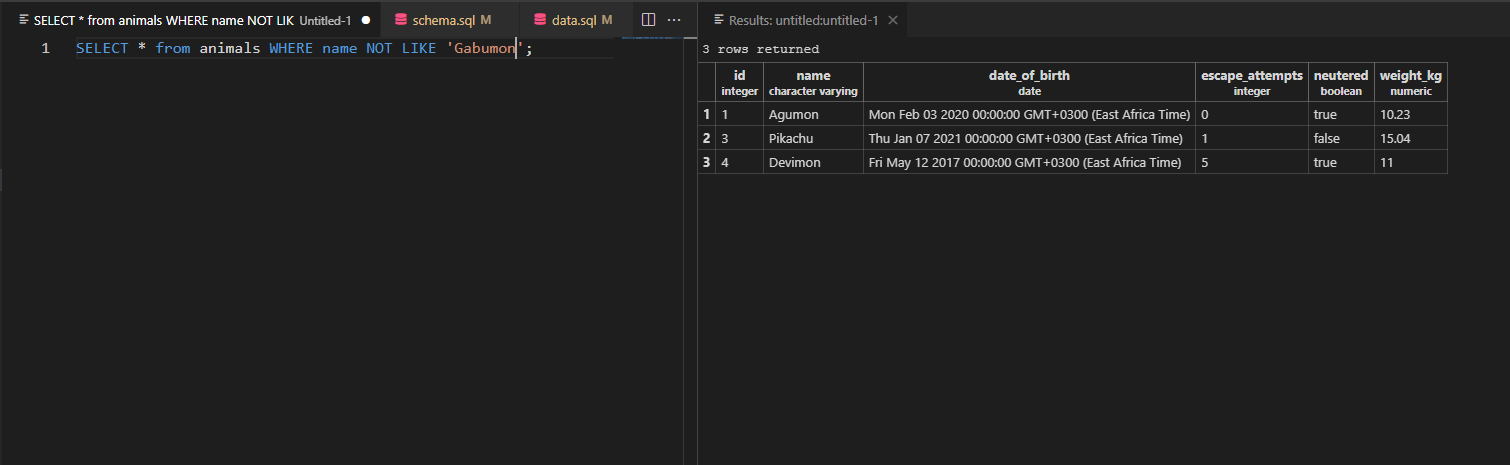 SELECT * from animals WHERE name NOT LIK Untitled-1
schema.sql M
data.sql M
Results: untitled:untitled-1
1 SELECT * from animals WHERE name NOT LIKE 'Gabumon';
3 rows returned
id name date_of_birth escape_attempts neutered weight_kg
integer character varying date integer boolean numeric
1 1 Agumon Mon Feb 03 2020 00:00:00 GMT+0300 (East Africa Time) 0 true 10.23
2 3 Pikachu Thu Jan 07 2021 00:00:00 GMT+0300 (East Africa Time) 1 false 15.04
3 4 Devimon Fri May 12 2017 00:00:00 GMT+0300 (East Africa Time) 5 true 11